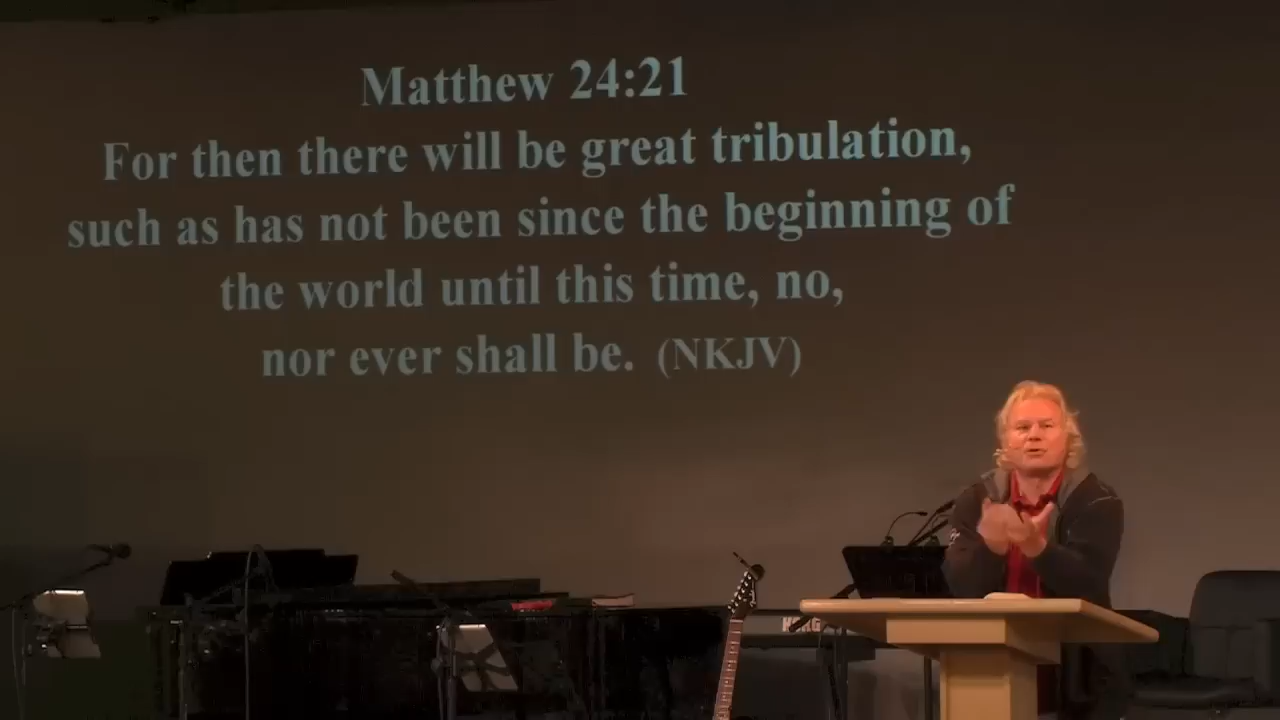 Matthew 24:21
For then there will be great tribulation,
such as has not been since the beginning of
the world until this time, no,
nor ever shall be. (NKJV)
KORG